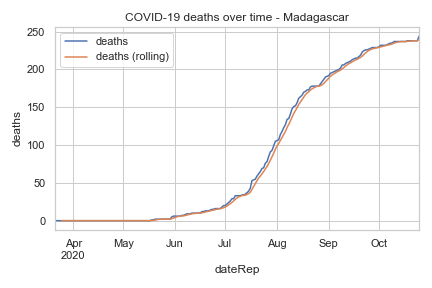 COVID-19 deaths over time - Madagascar
deaths
deaths (rolling)
250
200
150
100
50
0
deaths
Apr
2020
May
Jun
Jul
Aug
Sep
Oct
dateRep